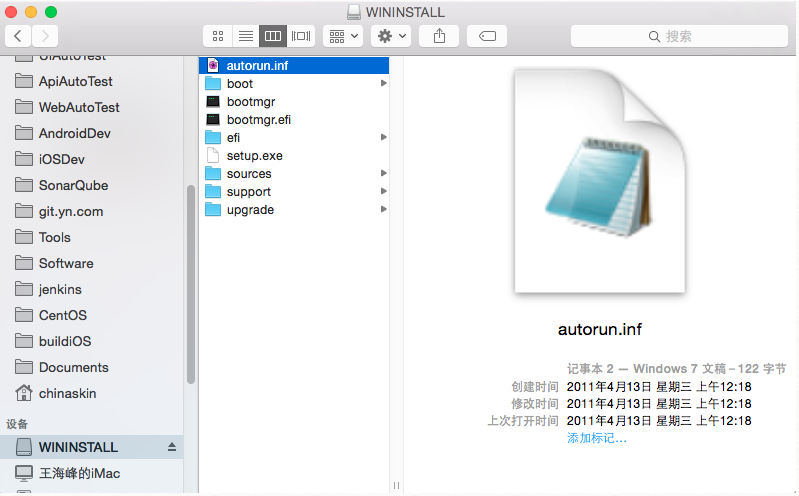 WININSTALL
搜索
UIAutoTest
ApiAutoTest
WebAutoTest
AndroidDev
iOSDev
SonarQube
git.yn.com
Tools
Software
jenkins
CentOS
buildiOS
Documents
chinaskin
设备
WININSTALL
王海峰的iMac
autorun.inf
boot
bootmgr
bootmgr.efi
efi
setup.exe
sources
support
upgrade
autorun.inf
记事本 2 — Windows 7 文稿 – 122 字节
创建时间 2011年4月13日 星期三 上午12:18
修改时间 2011年4月13日 星期三 上午12:18
上次打开时间 2011年4月13日 星期三 上午12:18
添加标记...